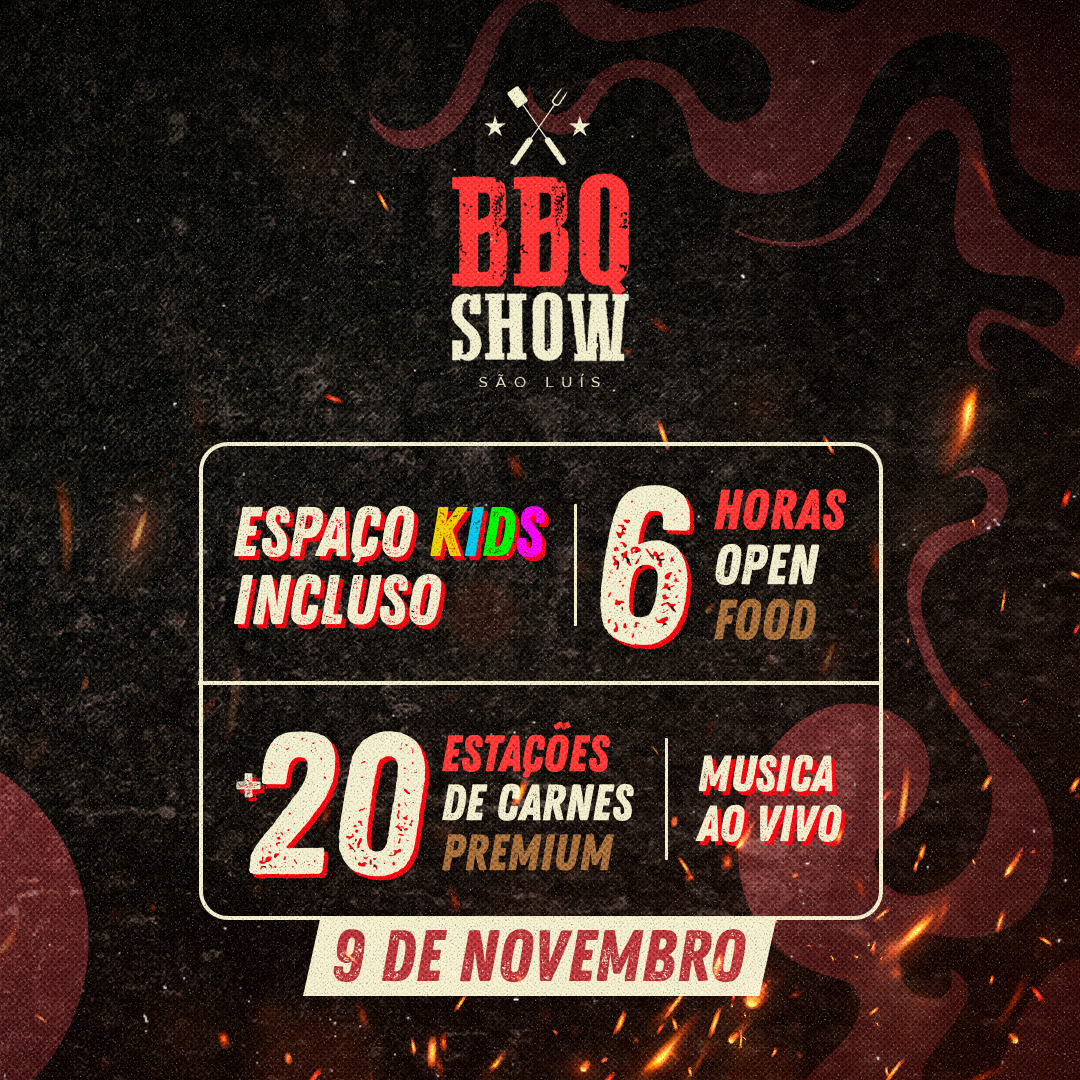 BBQ
SHOW
SÃO LUÍS
ESPAÇO KIDS
INCLUSO
6
HORAS
OPEN
FOOD
+20
ESTAÇÕES
DE CARNES
PREMIUM
MUSICA
AO VIVO
9 DE NOVEMBRO